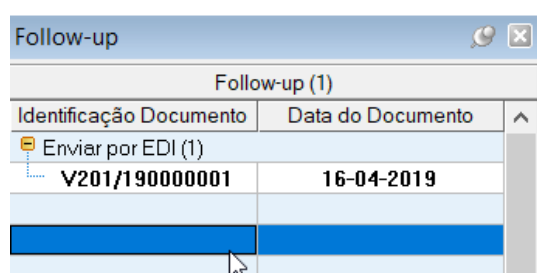 Follow-up
Follow-up (1)
Identificação Documento Data do Documento
Enviar por EDI (1)
V201/190000001 16-04-2019